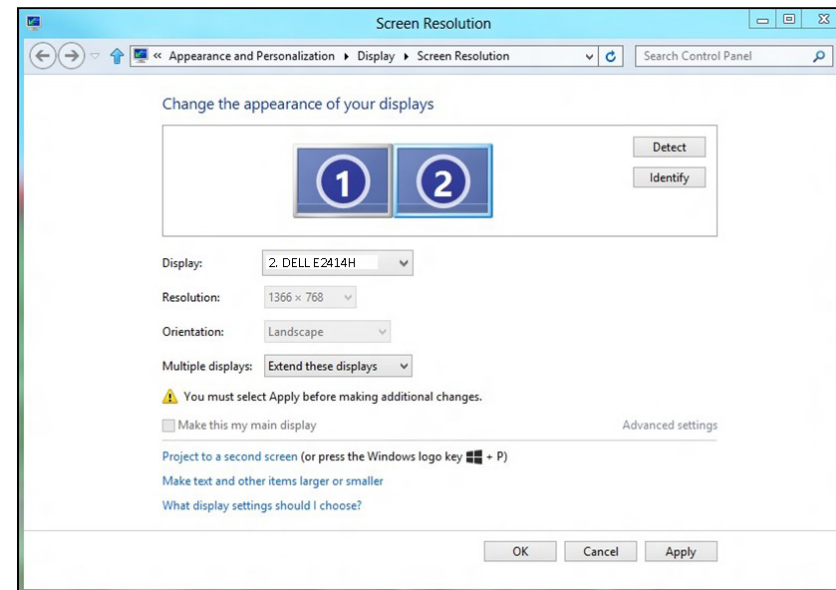 Screen Resolution
« Appearance and Personalization Display Screen Resolution Search Control Panel
Change the appearance of your displays
1 2
Detect
Identify
Display: 2. DELL E2414H
Resolution: 1366 × 768
Orientation: Landscape
Multiple displays: Extend these displays
You must select Apply before making additional changes.
Make this my main display Advanced settings
Project to a second screen (or press the Windows logo key + P)
Make text and other items larger or smaller
What display settings should I choose?
OK Cancel Apply